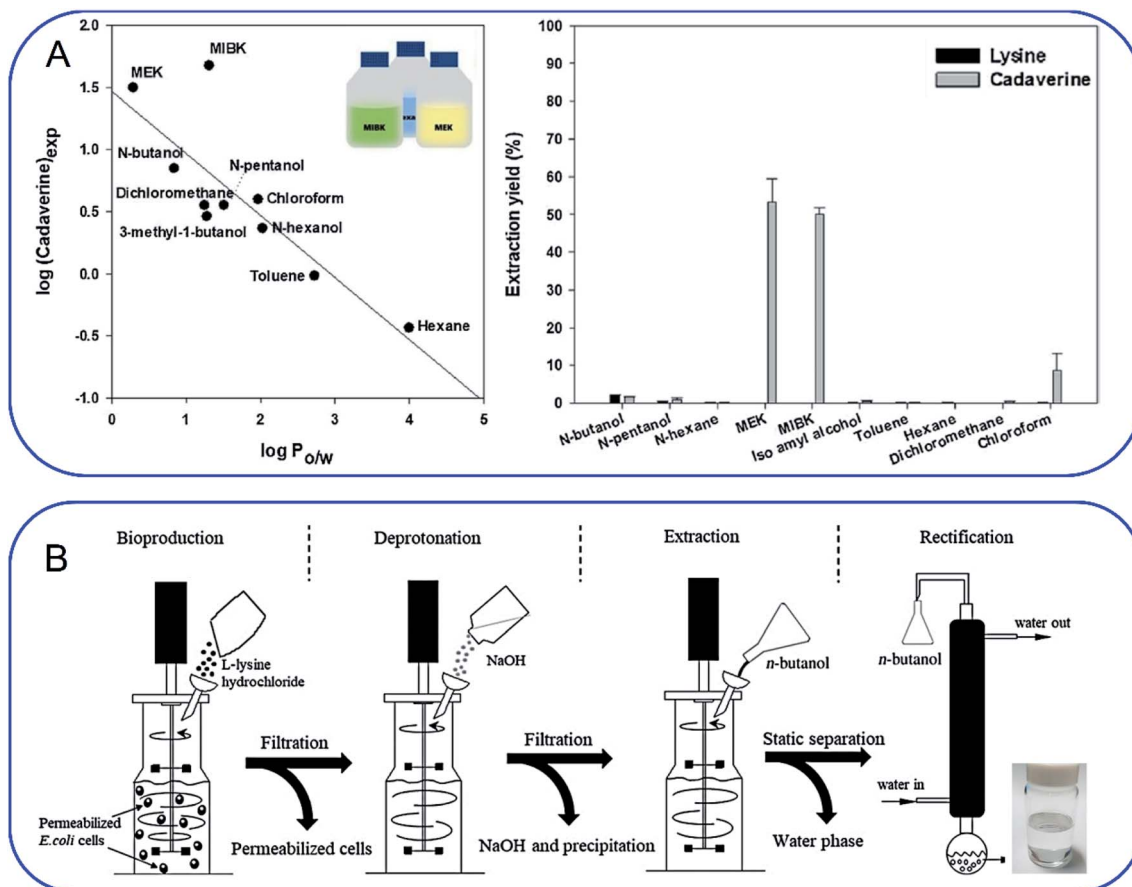 A
log (Cadaverine)exp
2.0
1.5
1.0
0.5
0.0
-0.5
-1.0
0
1
2
3
4
5
log Po/w
MIBK
MEK
N-butanol
N-pentanol
Dichloromethane
Chloroform
3-methyl-1-butanol
N-hexanol
Toluene
Hexane
MIBK
exa
MEK
Extraction yield (%)
100
90
80
70
60
50
40
30
20
10
0
Lysine
Cadaverine
N-butanol
N-pentanol
N-hexane
MEK
MIBK
Iso amyl alcohol
Toluene
Hexane
Dichloromethane
Chloroform
B
Bioproduction
Deprotonation
Extraction
Rectification
L-lysine
hydrochloride
NaOH
n-butanol
n-butanol
water out
Filtration
Filtration
Static separation
water in
Permeabilized
E.coli cells
Permeabilized cells
NaOH and precipitation
Water phase